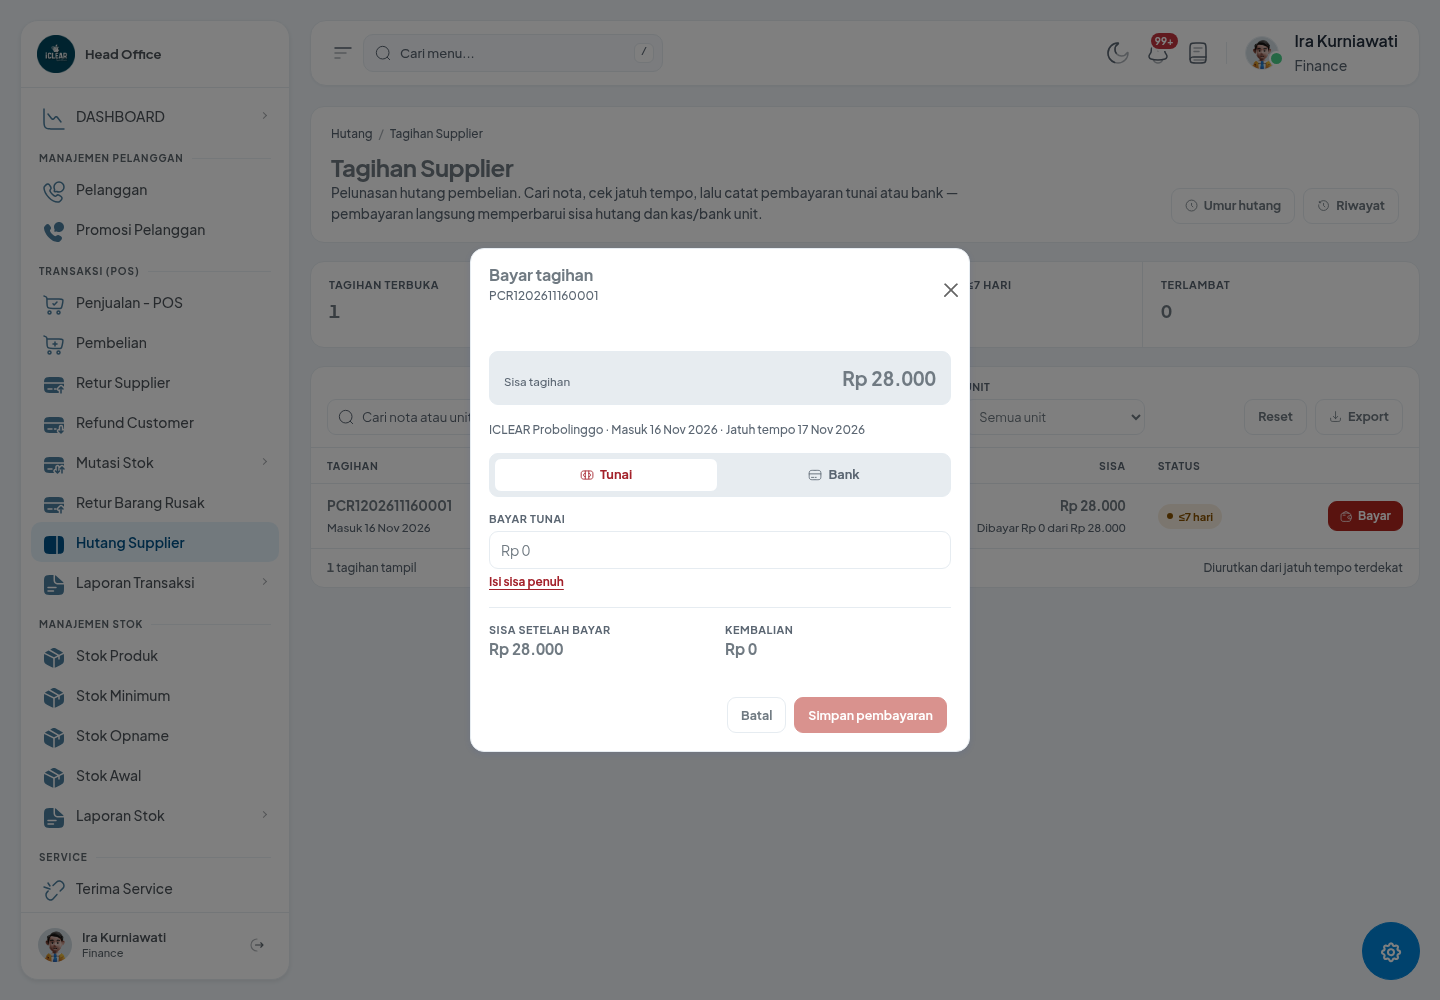 ICLEAR
Head Office
DASHBOARD
MANAJEMEN PELANGGAN
Pelanggan
Promosi Pelanggan
TRANSAKSI (POS)
Penjualan - POS
Pembelian
Retur Supplier
Refund Customer
Mutasi Stok
Retur Barang Rusak
Hutang Supplier
Laporan Transaksi
MANAJEMEN STOK
Stok Produk
Stok Minimum
Stok Opname
Stok Awal
Laporan Stok
SERVICE
Terima Service
Ira Kurniawati
Finance
Cari menu...
/
99+
Ira Kurniawati
Finance
Hutang / Tagihan Supplier
Tagihan Supplier
Pelunasan hutang pembelian. Cari nota, cek jatuh tempo, lalu catat pembayaran tunai atau bank —
pembayaran langsung memperbarui sisa hutang dan kas/bank unit.
Umur hutang
Riwayat
TAGIHAN TERBUKA
1
≤7 HARI
TERLAMBAT
0
Cari nota atau unit
UNIT
Semua unit
Reset
Export
TAGIHAN
SISA
STATUS
PCR1202611160001
Masuk 16 Nov 2026
Rp 28.000
Dibayar Rp 0 dari Rp 28.000
≤7 hari
Bayar
1 tagihan tampil
Diurutkan dari jatuh tempo terdekat
Bayar tagihan
PCR1202611160001
Sisa tagihan
Rp 28.000
ICLEAR Probolinggo · Masuk 16 Nov 2026 · Jatuh tempo 17 Nov 2026
Tunai
Bank
BAYAR TUNAI
Rp 0
Isi sisa penuh
SISA SETELAH BAYAR
Rp 28.000
KEMBALIAN
Rp 0
Batal
Simpan pembayaran